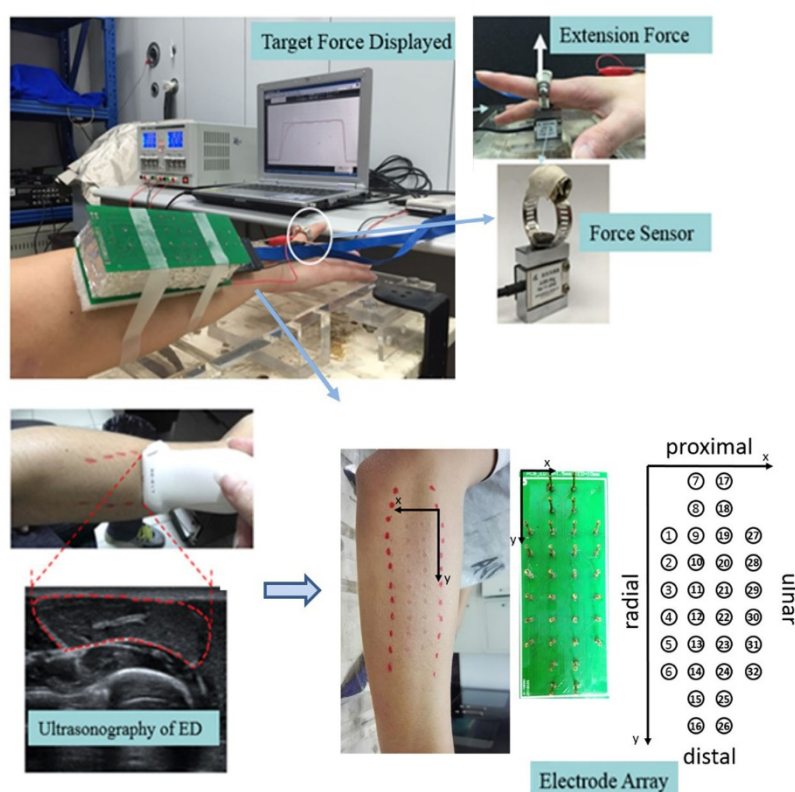 Target Force Displayed
Extension Force
Force Sensor
Ultrasonography of ED
x
y
x
y
proximal
x
radial
ulnar
7 17
8 18
1 9 19 27
2 10 20 28
3 11 21 29
4 12 22 30
5 13 23 31
6 14 24 32
15 25
16 26
y
distal
Electrode Array